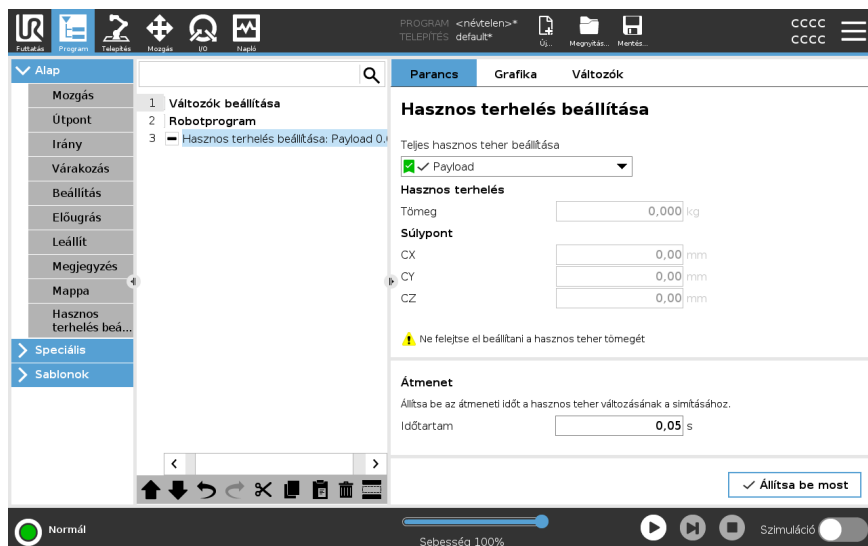 UR
PROGRAM <névtelen>*
TELEPÍTÉS default*
CCCC
CCCC
Futtatás Program Telepítés Mozgás I/O Napló
Új... Megnyitás... Mentés...
Alap
Mozgás
Útpont
Irány
Várakozás
Beállítás
Előugrás
Leállít
Megjegyzés
Mappa
Hasznos
terhelés beá...
Speciális
Sablonok
1 Változók beállítása
2 Robotprogram
3 Hasznos terhelés beállítása: Payload 0.
Parancs Grafika Változók
Hasznos terhelés beállítása
Teljes hasznos teher beállítása
Payload
Hasznos terhelés
Tömeg 0,000 kg
Súlypont
CX 0,00 mm
CY 0,00 mm
CZ 0,00 mm
Ne felejtse el beállítani a hasznos teher tömegét
Átmenet
Állítsa be az átmeneti időt a hasznos teher változásának a simításához.
Időtartam 0,05 s
Állítsa be most
Normál
Sebesség 100%
Szimuláció